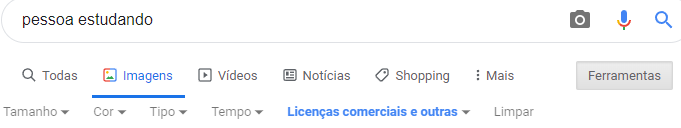 pessoa estudando
Todas Imagens Vídeos Notícias Shopping Mais Ferramentas
Tamanho Cor Tipo Tempo Licenças comerciais e outras Limpar